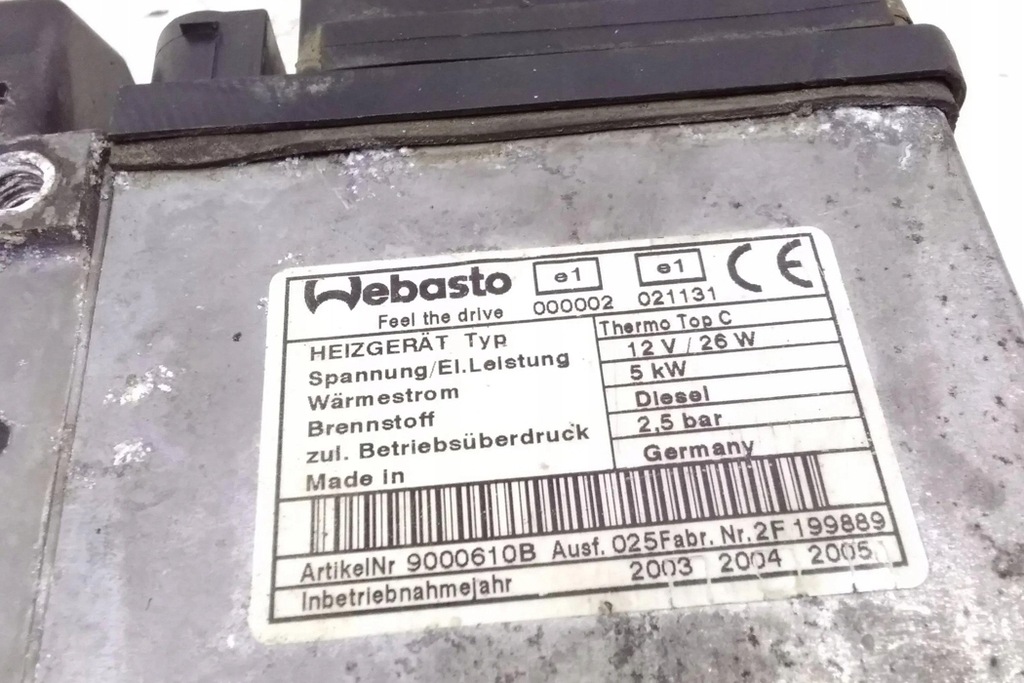 Webasto e1 e1 CE
Feel the drive 000002 021131
HEIZGERÄT Typ Thermo Top C
Spannung/El.Leistung 12 V / 26 W
Wärmestrom 5 kW
Brennstoff Diesel
zul. Betriebsüberdruck 2,5 bar
Made in Germany
ArtikelNr 9000610B Ausf. 025 Fabr. Nr. 2F 199889
Inbetriebnahmejahr 2003 2004 2005